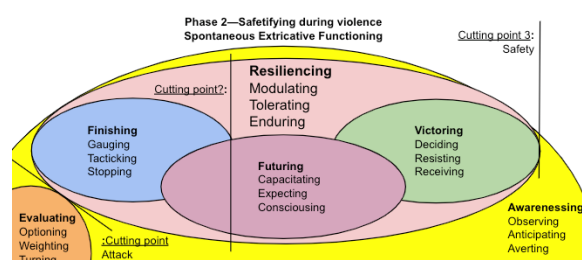 Phase 2—Safetifying during violence
Spontaneous Extricative Functioning
Cutting point 3:
Safety
Cutting point?:
Resiliencing
Modulating
Tolerating
Enduring
Finishing
Gauging
Tacticking
Stopping
Futuring
Capacitating
Expecting
Consciousing
Victoring
Deciding
Resisting
Receiving
Evaluating
Optioning
Weighting
Turning
:Cutting point
Attack
Awarenessing
Observing
Anticipating
Averting